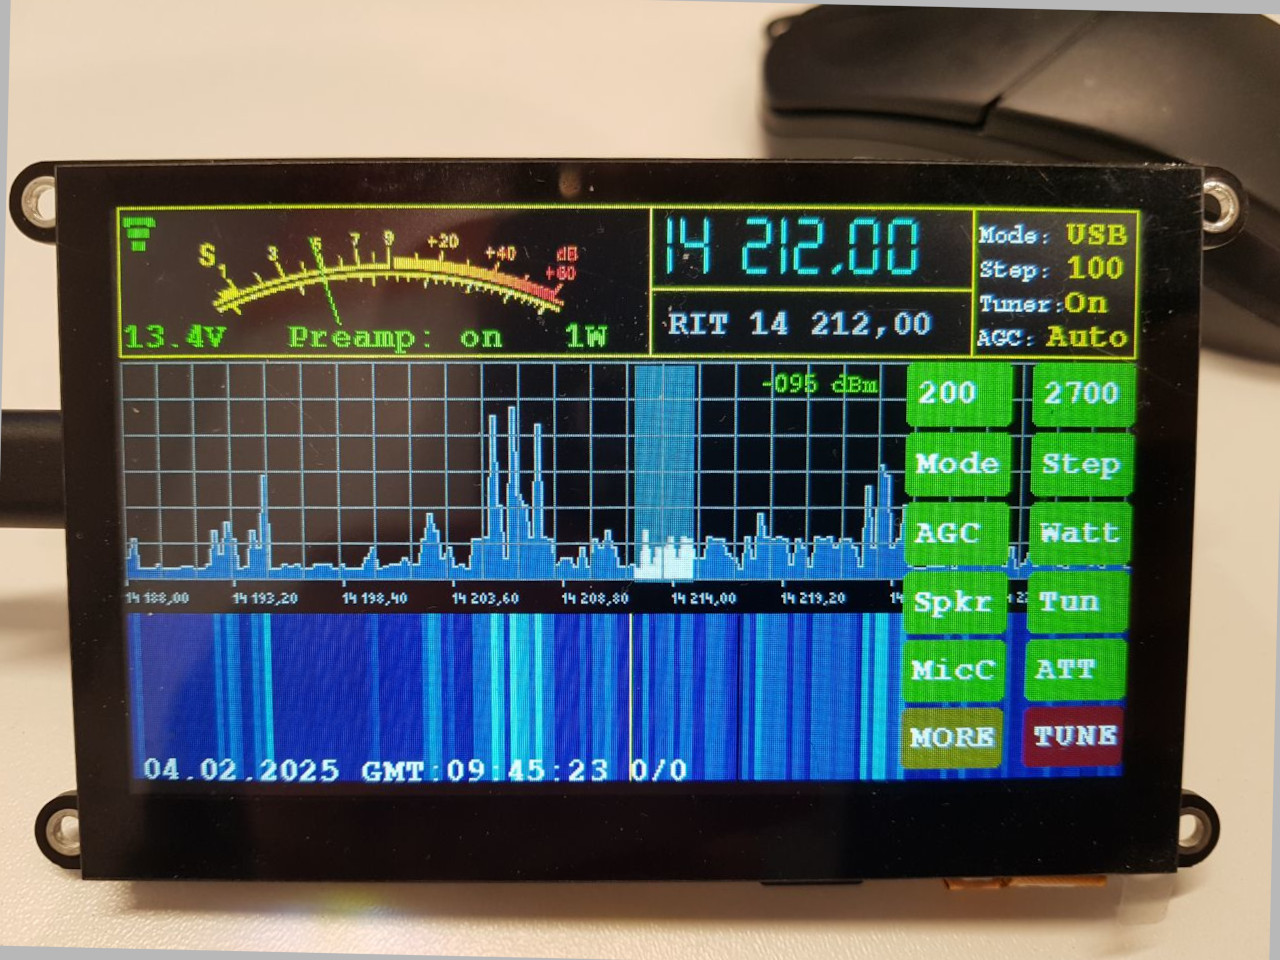 S 1 3 5 7 9 +20 +40 +60 dB
13.4V Preamp: on 1W
14 212,00
RIT 14 212,00
Mode: USB
Step: 100
Tuner:On
AGC: Auto
-095 dBm
200 2700
Mode Step
AGC Watt
Spkr Tun
MicC ATT
MORE TUNE
14 188,00 14 193,20 14 198,40 14 203,60 14 208,80 14 214,00 14 219,20
04.02.2025 GMT:09:45:23 0/0